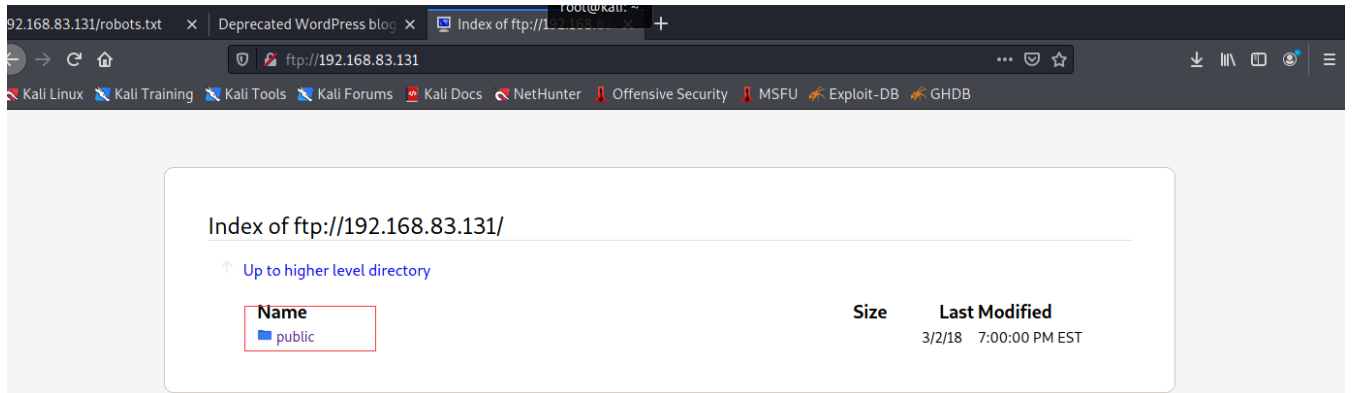 root@kali: ~
92.168.83.131/robots.txt Deprecated WordPress blog Index of ftp://192.168.83
ftp://192.168.83.131
Kali Linux Kali Training Kali Tools Kali Forums Kali Docs NetHunter Offensive Security MSFU Exploit-DB GHDB
Index of ftp://192.168.83.131/
Up to higher level directory
Name Size Last Modified
public 3/2/18 7:00:00 PM EST